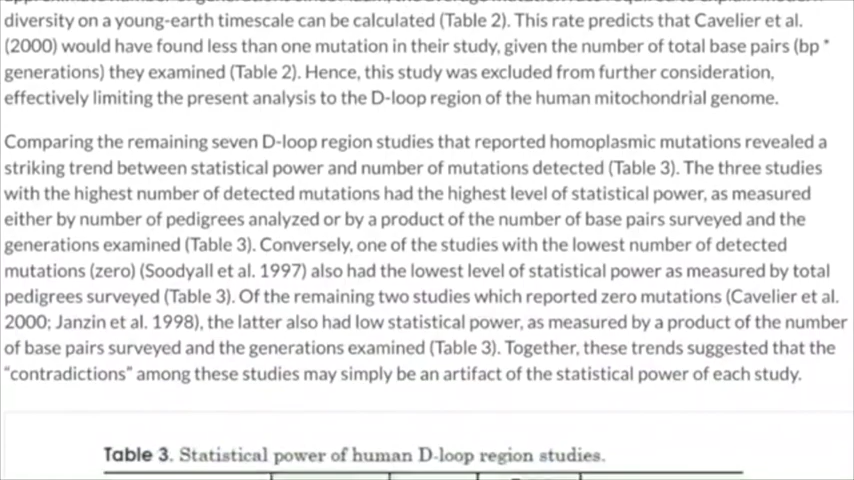 diversity on a young-earth timescale can be calculated (Table 2). This rate predicts that Cavelier et al.
(2000) would have found less than one mutation in their study, given the number of total base pairs (bp *
generations) they examined (Table 2). Hence, this study was excluded from further consideration,
effectively limiting the present analysis to the D-loop region of the human mitochondrial genome.
Comparing the remaining seven D-loop region studies that reported homoplasmic mutations revealed a
striking trend between statistical power and number of mutations detected (Table 3). The three studies
with the highest number of detected mutations had the highest level of statistical power, as measured
either by number of pedigrees analyzed or by a product of the number of base pairs surveyed and the
generations examined (Table 3). Conversely, one of the studies with the lowest number of detected
mutations (zero) (Soodyall et al. 1997) also had the lowest level of statistical power as measured by total
pedigrees surveyed (Table 3). Of the remaining two studies which reported zero mutations (Cavelier et al.
2000; Janzin et al. 1998), the latter also had low statistical power, as measured by a product of the number
of base pairs surveyed and the generations examined (Table 3). Together, these trends suggested that the
“contradictions” among these studies may simply be an artifact of the statistical power of each study.
Table 3. Statistical power of human D-loop region studies.